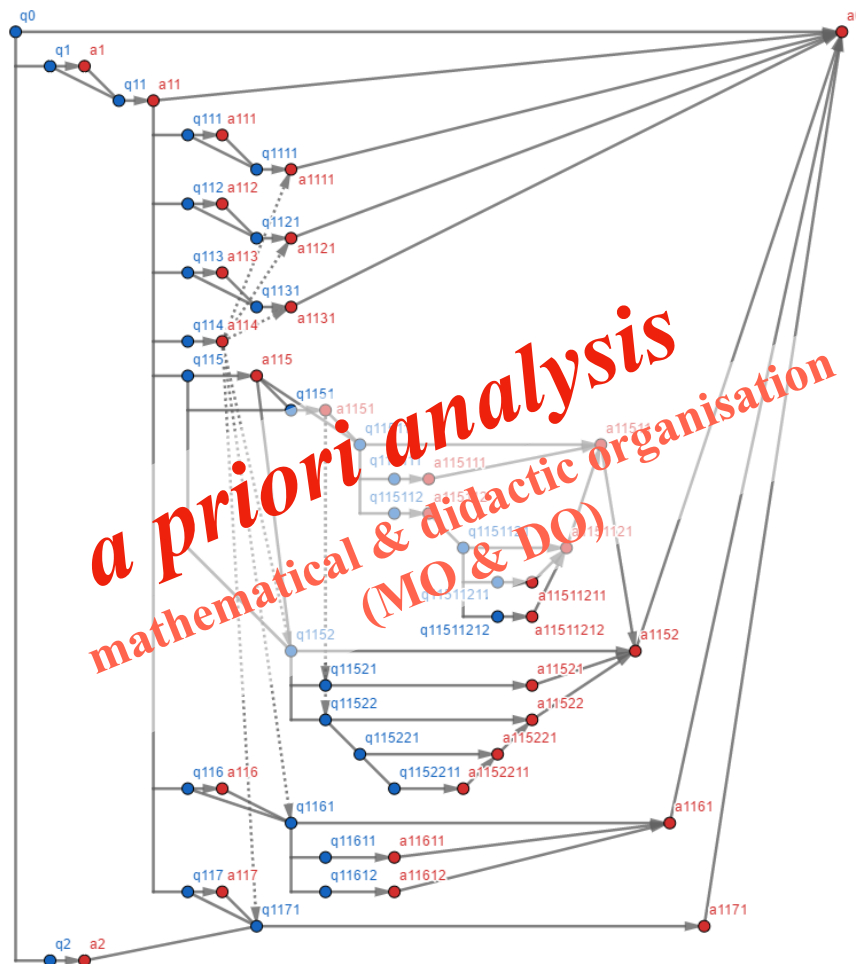 q0
q1 a1
q11 a11
q111 a111
q1111
a1111
q112 a112
q1121
a1121
q113 a113
q1131
a1131
q114 a114
q115
a115
q1151
a1151
a priori analysis
a115111
q115112
mathematical & didactic organisation
(MO & DO)
a11511211
q11511212
a11511212
q1152
a1152
q11521
a11521
q11522
a11522
q115221
a115221
q1152211
a1152211
q116 a116
q1161
a1161
q11611
a11611
q11612
a11612
q117 a117
q1171
a1171
q2 a2